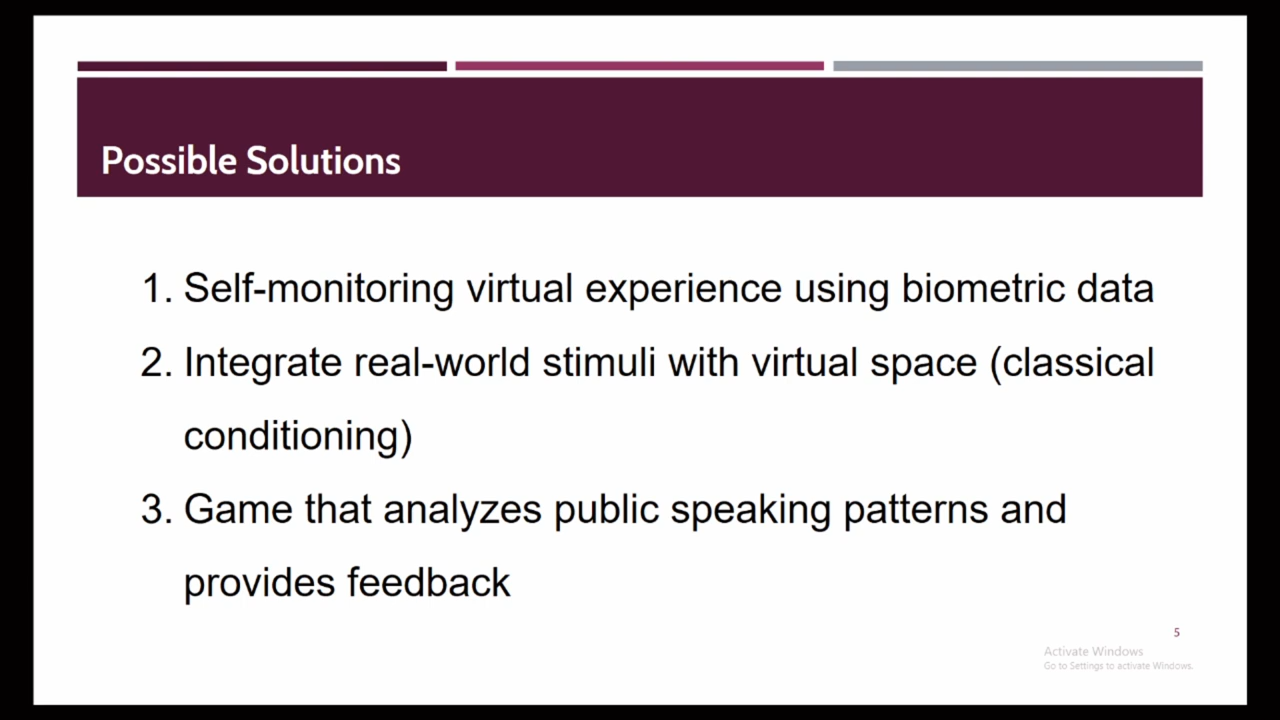 Possible Solutions
1. Self-monitoring virtual experience using biometric data
2. Integrate real-world stimuli with virtual space (classical
conditioning)
3. Game that analyzes public speaking patterns and
provides feedback
5
Activate Windows
Go to Settings to activate Windows.